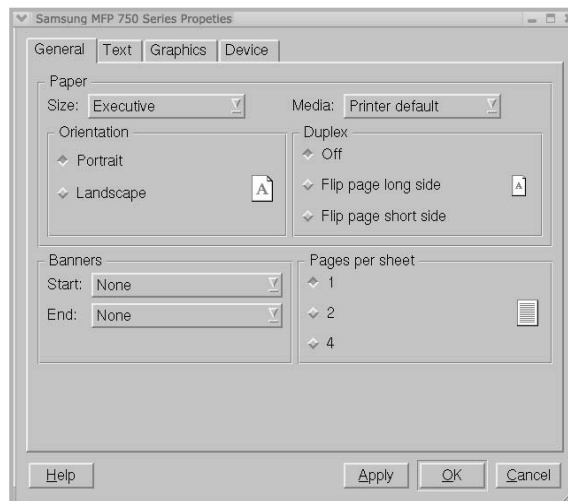 Samsung MFP 750 Series Propeties
General Text Graphics Device
Paper
Size: Executive Media: Printer default
Orientation
Portrait
Landscape
A
Duplex
Off
Flip page long side
Flip page short side
A
Banners
Start: None
End: None
Pages per sheet
1
2
4
Help Apply OK Cancel